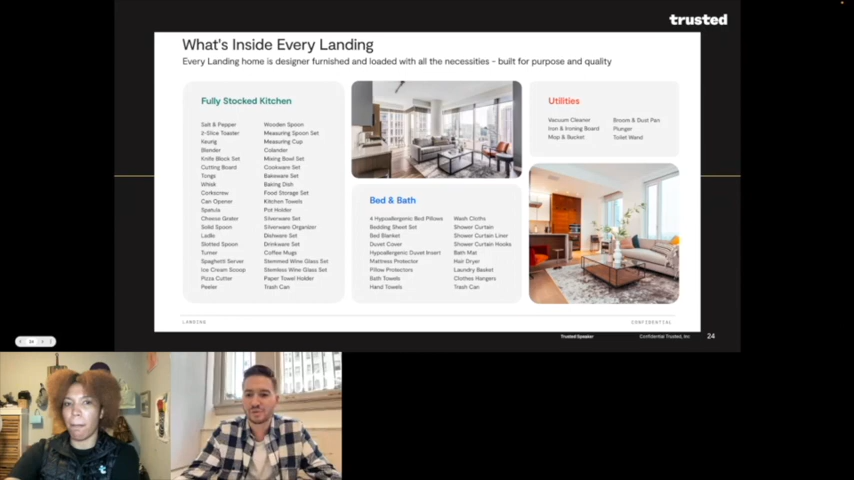 trusted
What's Inside Every Landing
Every Landing home is designer furnished and loaded with all the necessities - built for purpose and quality
Fully Stocked Kitchen
Salt & Pepper
2-Slice Toaster
Keurig
Blender
Knife Block Set
Cutting Board
Tongs
Whisk
Corkscrew
Can Opener
Spatula
Cheese Grater
Solid Spoon
Ladle
Slotted Spoon
Turner
Spaghetti Server
Ice Cream Scoop
Pizza Cutter
Peeler
Wooden Spoon
Measuring Spoon Set
Measuring Cup
Colander
Mixing Bowl Set
Cookware Set
Bakeware Set
Baking Dish
Food Storage Set
Kitchen Towels
Pot Holder
Silverware Set
Silverware Organizer
Dishware Set
Drinkware Set
Coffee Mugs
Stemmed Wine Glass Set
Stemless Wine Glass Set
Paper Towel Holder
Trash Can
Bed & Bath
4 Hypoallergenic Bed Pillows
Bedding Sheet Set
Bed Blanket
Duvet Cover
Hypoallergenic Duvet Insert
Mattress Protector
Pillow Protectors
Bath Towels
Hand Towels
Wash Cloths
Shower Curtain
Shower Curtain Liner
Shower Curtain Hooks
Bath Mat
Hair Dryer
Laundry Basket
Clothes Hangers
Trash Can
Utilities
Vacuum Cleaner
Iron & Ironing Board
Mop & Bucket
Broom & Dust Pan
Plunger
Toilet Wand
LANDING
CONFIDENTIAL
Trusted Speaker
Confidential Trusted, Inc
24